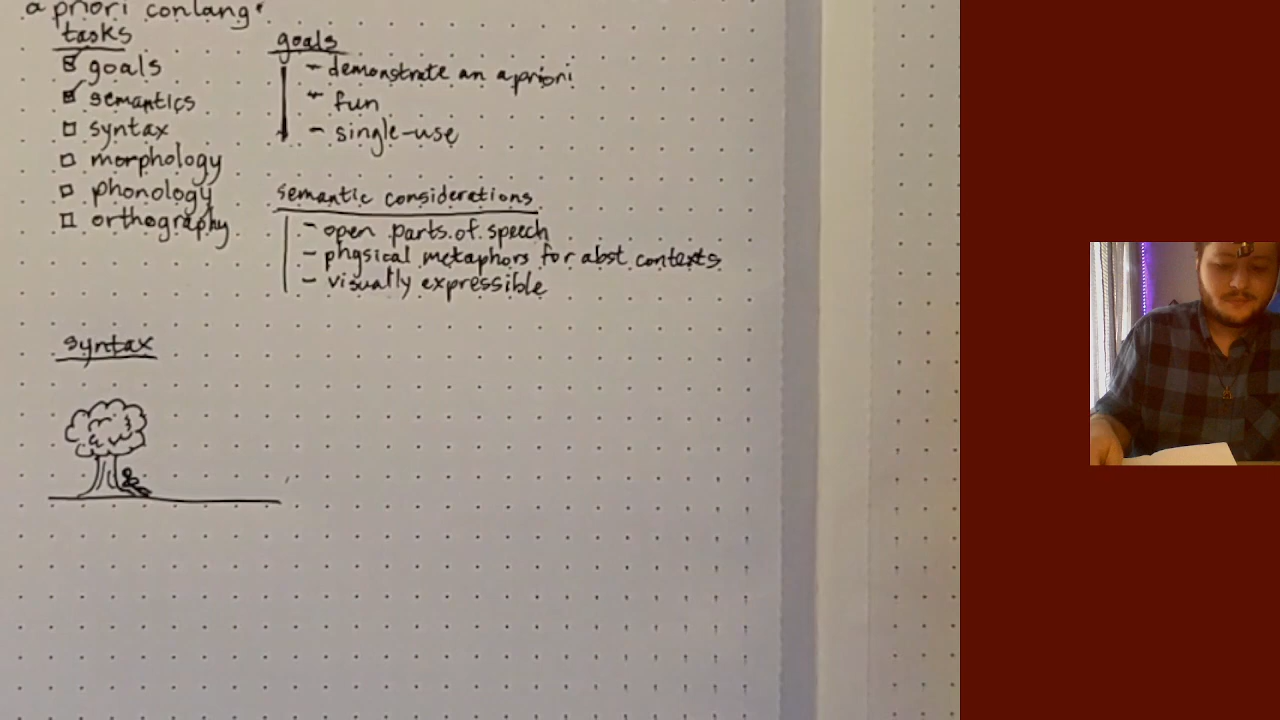 a priori conlang
tasks
goals
semantics
syntax
morphology
phonology
orthography
goals
- demonstrate an a priori
- fun
- single-use
semantic considerations
- open parts of speech
- physical metaphors for abst contexts
- visually expressible
syntax